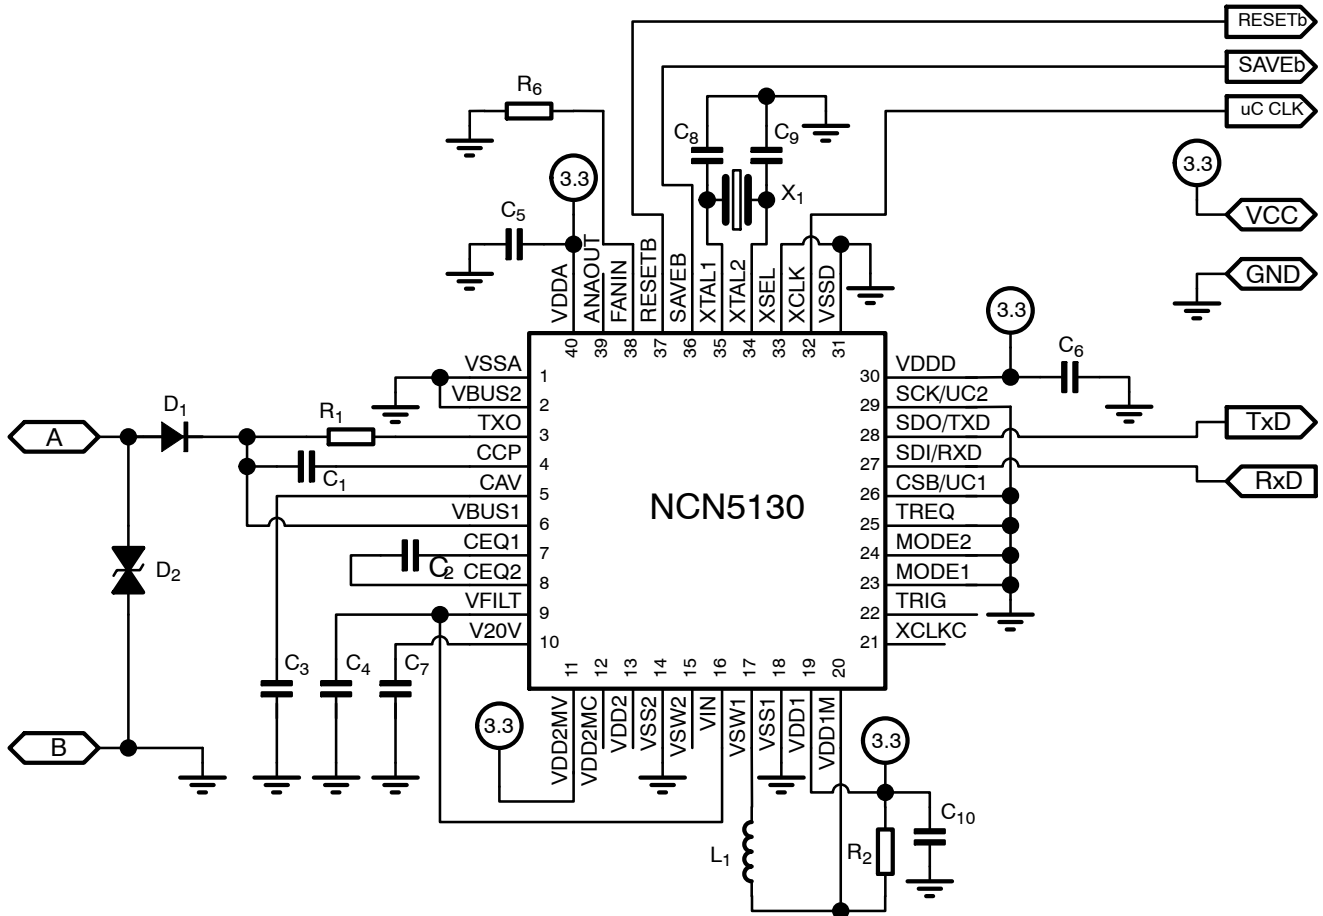 RESETb
SAVEb
uC CLK
R6
C8
C9
X1
3.3
3.3
VCC
GND
C5
VDDA
ANAOUT
FANIN
RESETB
SAVEB
XTAL1
XTAL2
XSEL
XCLK
VSSD
40
39
38
37
36
35
34
33
32
31
3.3
C6
VSSA
1
VBUS2
2
TXO
3
CCP
4
CAV
5
VBUS1
6
CEQ1
7
CEQ2
8
VFILT
9
V20V
10
A
D1
R1
C1
D2
C2
C3
C4
C7
B
NCN5130
30
VDDD
29
SCK/UC2
28
SDO/TXD
27
SDI/RXD
26
CSB/UC1
25
TREQ
24
MODE2
23
MODE1
22
TRIG
21
XCLKC
TxD
RxD
11
12
13
14
15
16
17
18
19
20
VDD2MV
VDD2MC
VDD2
VSS2
VSW2
VIN
VSW1
VSS1
VDD1
VDD1M
3.3
3.3
L1
R2
C10